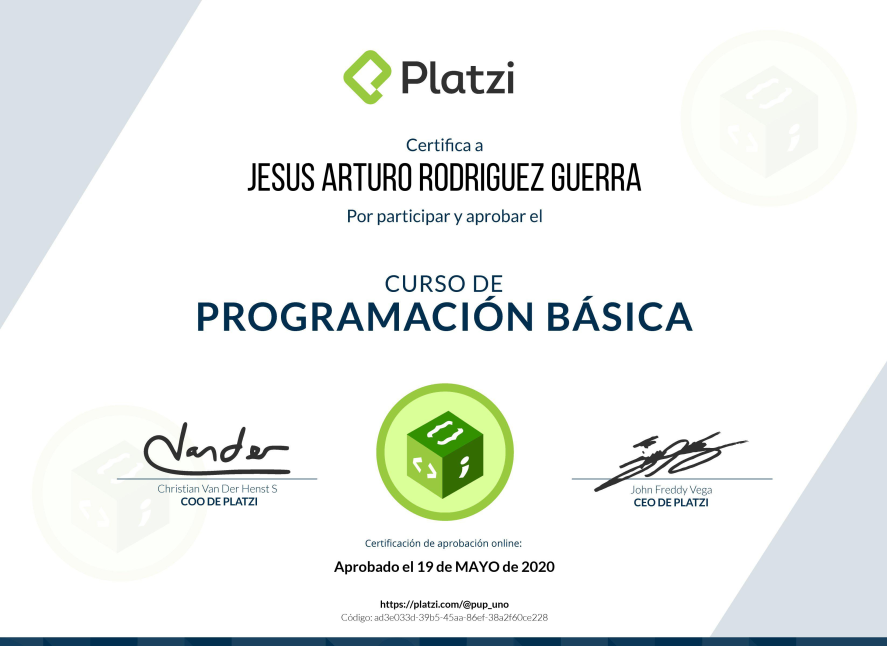 Platzi
Certifica a
JESUS ARTURO RODRIGUEZ GUERRA
Por participar y aprobar el
CURSO DE
PROGRAMACIÓN BÁSICA
Vander
Christian Van Der Henst S
COO DE PLATZI
John Freddy Vega
CEO DE PLATZI
Certificación de aprobación online:
Aprobado el 19 de MAYO de 2020
https://platzi.com/@pup_uno
Código: ad3e033d-39b5-45aa-86ef-38a2f60ce228